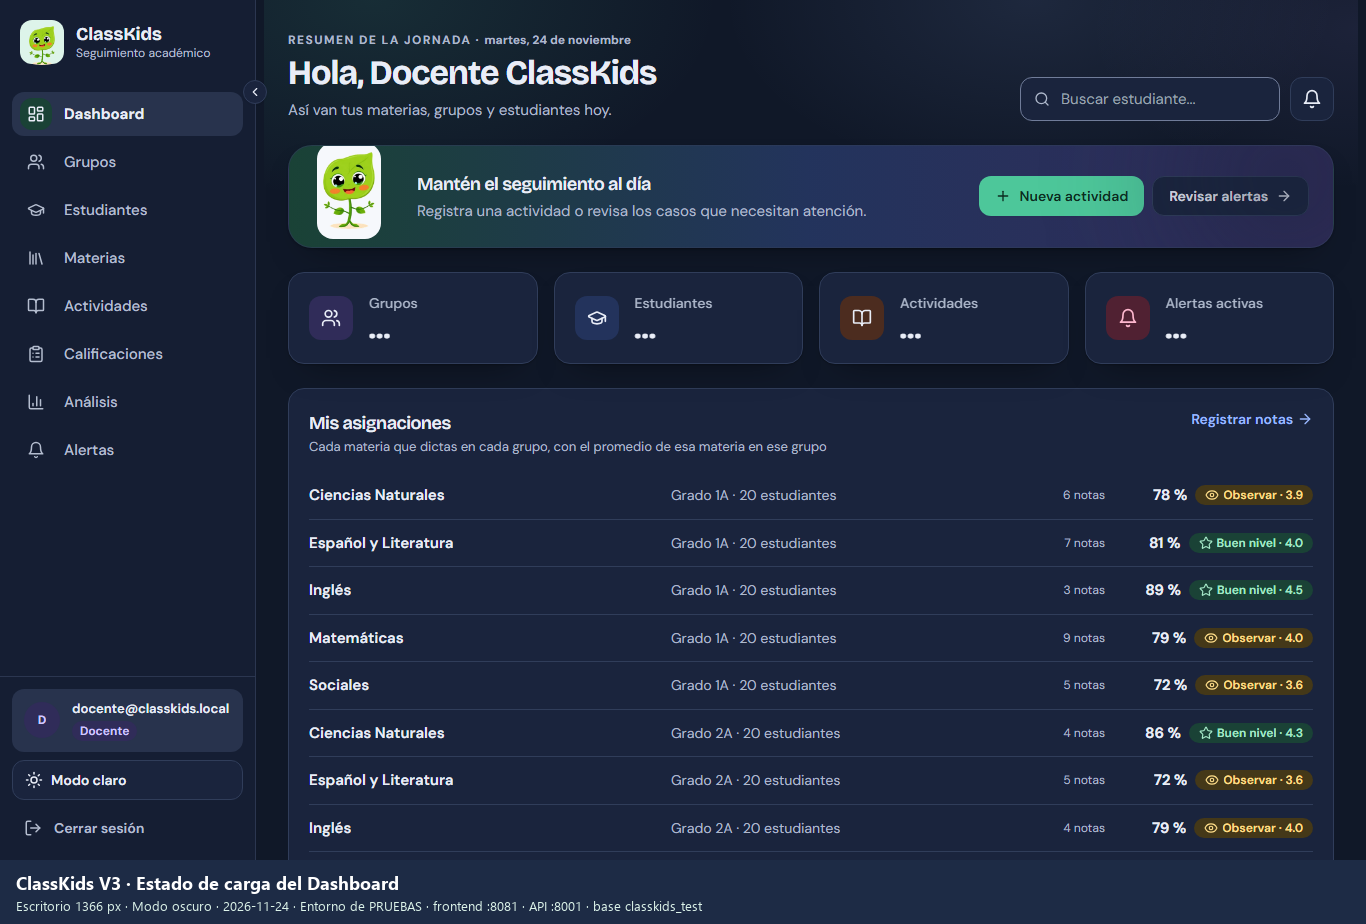 ClassKids
Seguimiento académico
Dashboard
Grupos
Estudiantes
Materias
Actividades
Calificaciones
Análisis
Alertas
D
docente@classkids.local
Docente
Modo claro
Cerrar sesión
RESUMEN DE LA JORNADA · martes, 24 de noviembre
Hola, Docente ClassKids
Así van tus materias, grupos y estudiantes hoy.
Buscar estudiante...
Mantén el seguimiento al día
Registra una actividad o revisa los casos que necesitan atención.
+ Nueva actividad
Revisar alertas →
Grupos
•••
Estudiantes
•••
Actividades
•••
Alertas activas
•••
Mis asignaciones
Registrar notas →
Cada materia que dictas en cada grupo, con el promedio de esa materia en ese grupo
Ciencias Naturales Grado 1A · 20 estudiantes 6 notas 78 % Observar · 3.9
Español y Literatura Grado 1A · 20 estudiantes 7 notas 81 % Buen nivel · 4.0
Inglés Grado 1A · 20 estudiantes 3 notas 89 % Buen nivel · 4.5
Matemáticas Grado 1A · 20 estudiantes 9 notas 79 % Observar · 4.0
Sociales Grado 1A · 20 estudiantes 5 notas 72 % Observar · 3.6
Ciencias Naturales Grado 2A · 20 estudiantes 4 notas 86 % Buen nivel · 4.3
Español y Literatura Grado 2A · 20 estudiantes 5 notas 72 % Observar · 3.6
Inglés Grado 2A · 20 estudiantes 4 notas 79 % Observar · 4.0
ClassKids V3 · Estado de carga del Dashboard
Escritorio 1366 px · Modo oscuro · 2026-11-24 · Entorno de PRUEBAS · frontend :8081 · API :8001 · base classkids_test